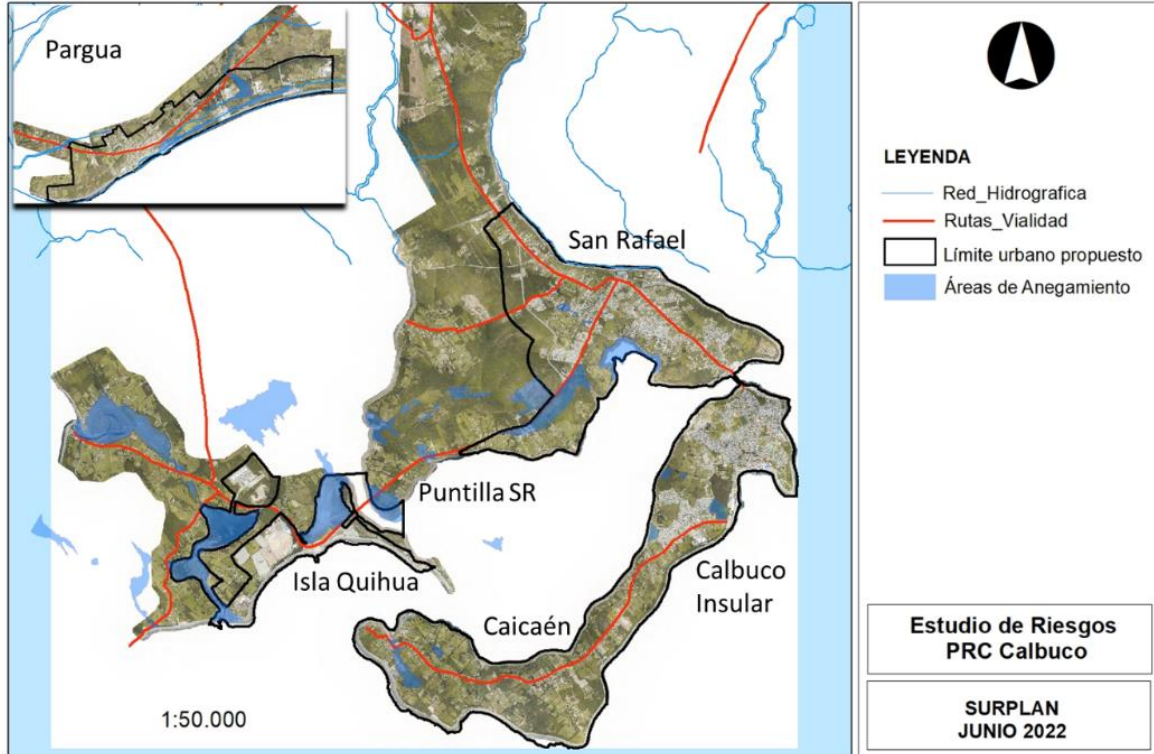 Pargua
San Rafael
Puntilla SR
Isla Quihua
Calbuco
Insular
Caicaén
1:50.000
LEYENDA
Red_Hidrografica
Rutas_Vialidad
Límite urbano propuesto
Áreas de Anegamiento
Estudio de Riesgos
PRC Calbuco
SURPLAN
JUNIO 2022